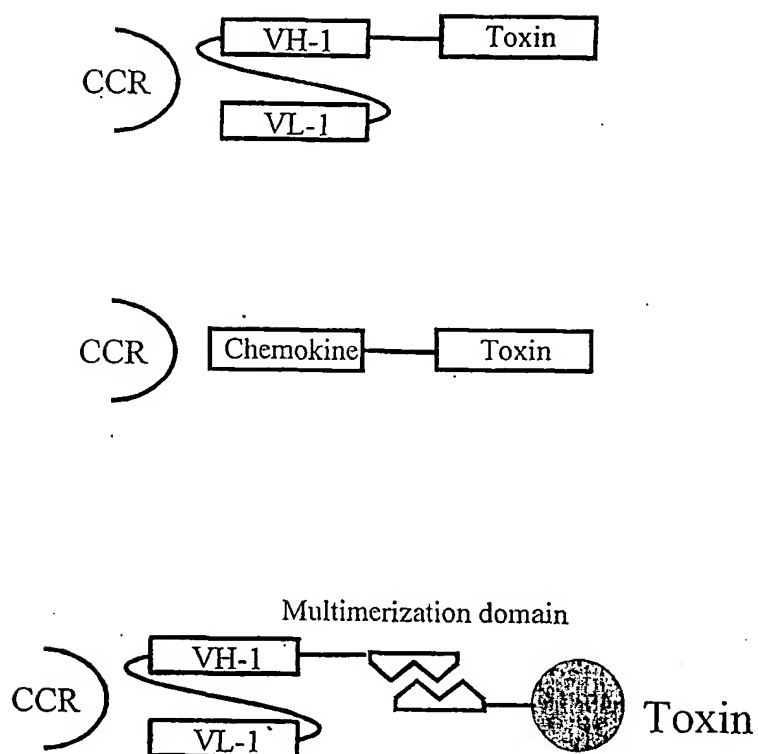 VH-1 Toxin
CCR
VL-1
CCR Chemokine Toxin
Multimerization domain
VH-1
CCR Toxin
VL-1